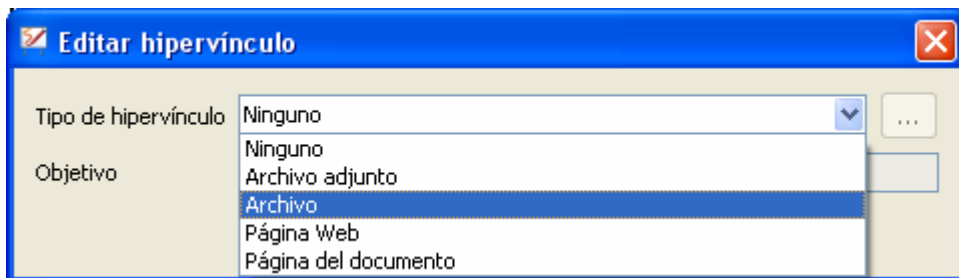 Editar hipervínculo
Tipo de hipervínculo Ninguno ...
Ninguno
Objetivo Archivo adjunto
Archivo
Página Web
Página del documento